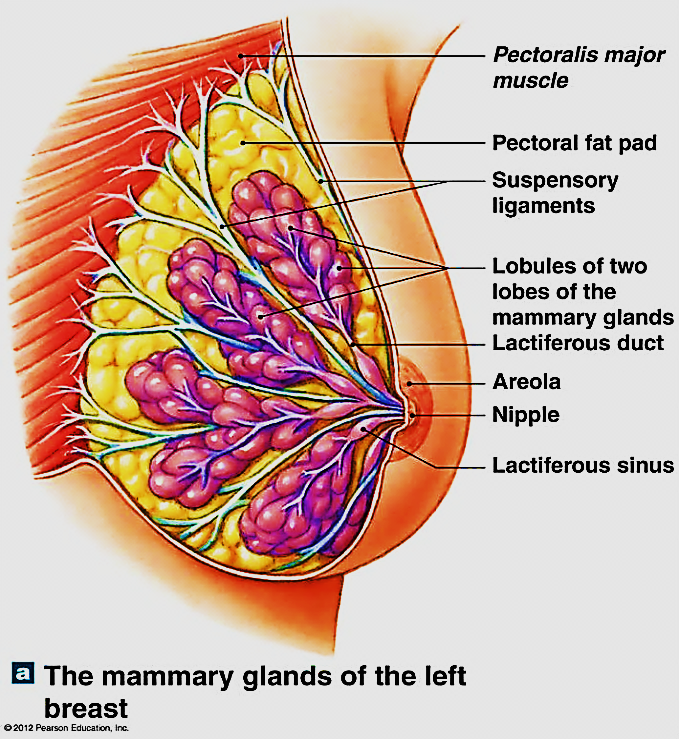 Pectoralis major
muscle
Pectoral fat pad
Suspensory
ligaments
Lobules of two
lobes of the
mammary glands
Lactiferous duct
Areola
Nipple
Lactiferous sinus
a The mammary glands of the left
breast
© 2012 Pearson Education, Inc.